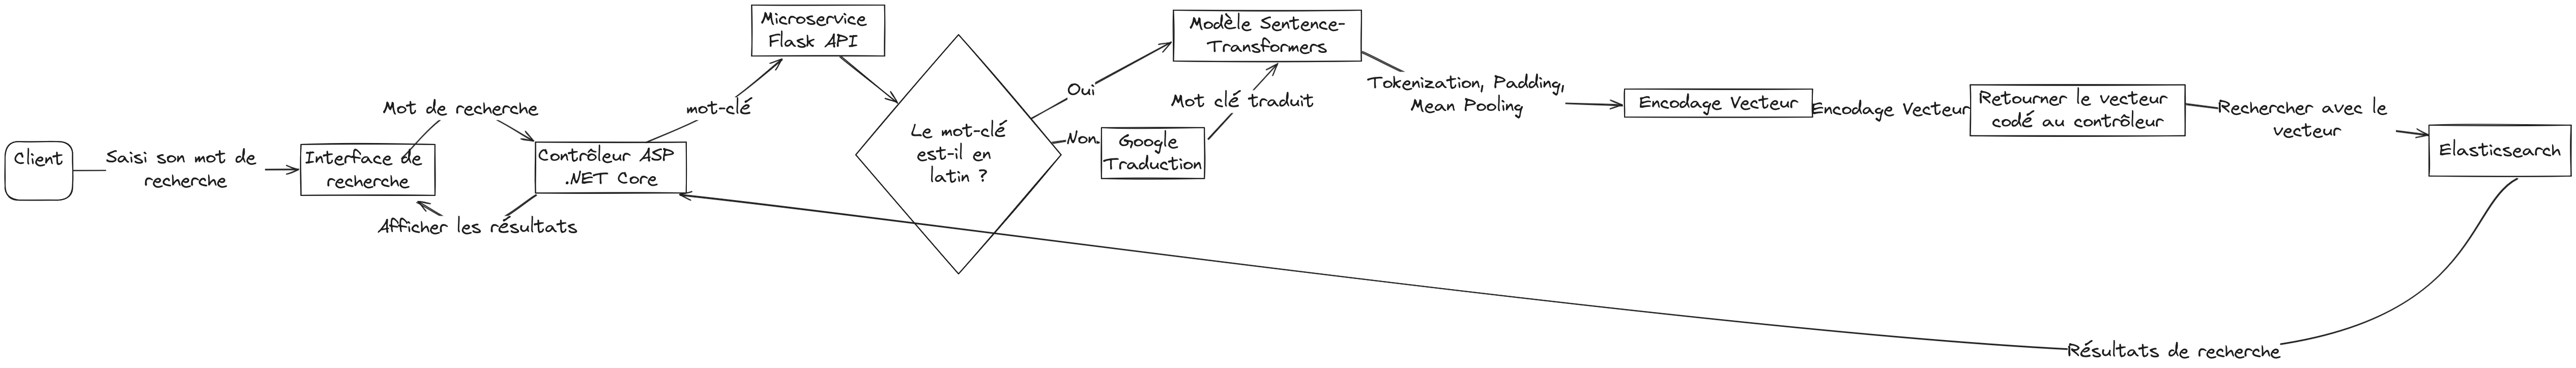 Client
Saisi son mot de
recherche
Interface de
recherche
Mot de recherche
Afficher les résultats
Contrôleur ASP
.NET Core
mot-clé
Microservice
Flask API
Le mot-clé
est-il en
latin ?
Oui
Non
Google
Traduction
Mot clé traduit
Modèle Sentence-
Transformers
Tokenization, Padding,
Mean Pooling
Encodage Vecteur
Encodage Vecteur
Retourner le vecteur
codé au contrôleur
Rechercher avec le
vecteur
Elasticsearch
Résultats de recherche